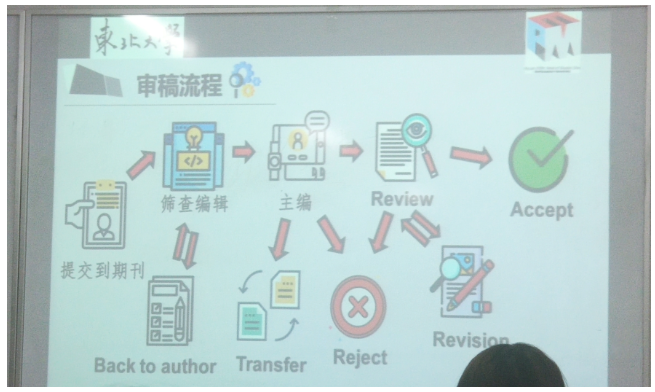 東北大学
审稿流程
</>
筛查编辑
主编
Review
Accept
提交到期刊
Back to author
Transfer
Reject
Revision